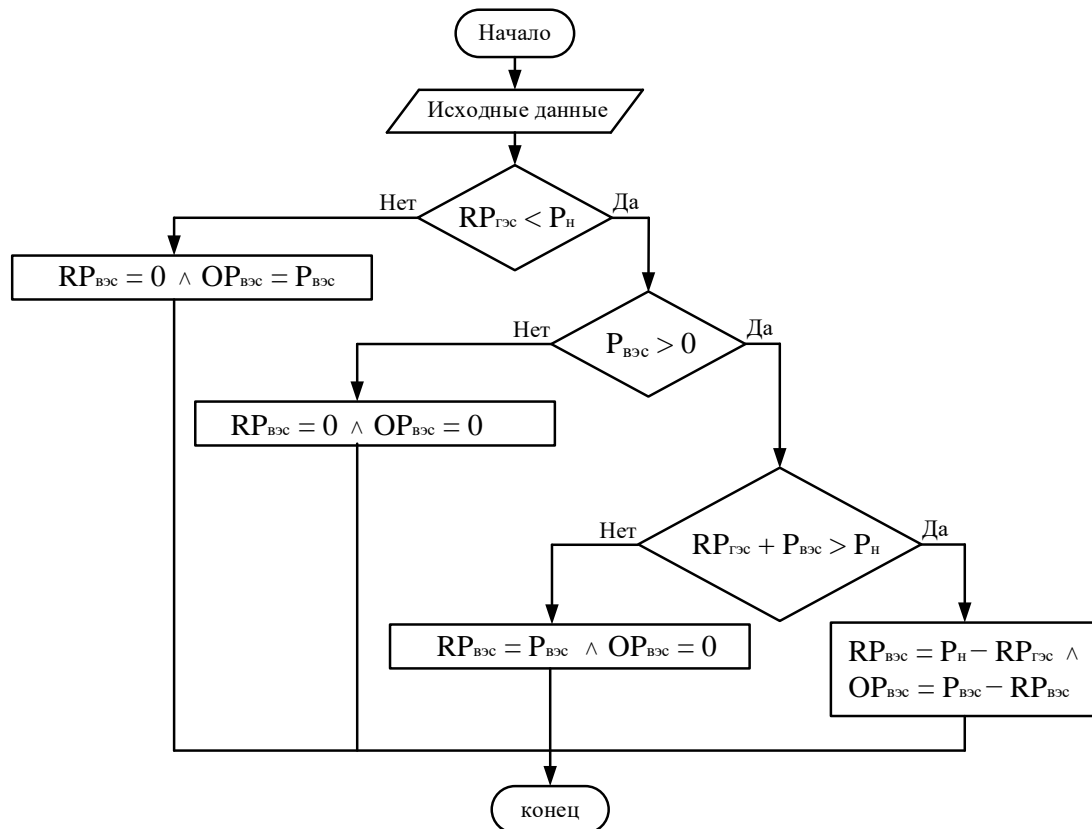 Начало
Исходные данные
Нет
Да
RPгэс < Pн
RPвэс = 0 ∧ OPвэс = Pвэс
Нет
Да
Pвэс > 0
RPвэс = 0 ∧ OPвэс = 0
Нет
Да
RPгэс + Pвэс > Pн
RPвэс = Pвэс ∧ OPвэс = 0
RPвэс = Pн − RPгэс ∧
OPвэс = Pвэс − RPвэс
конец